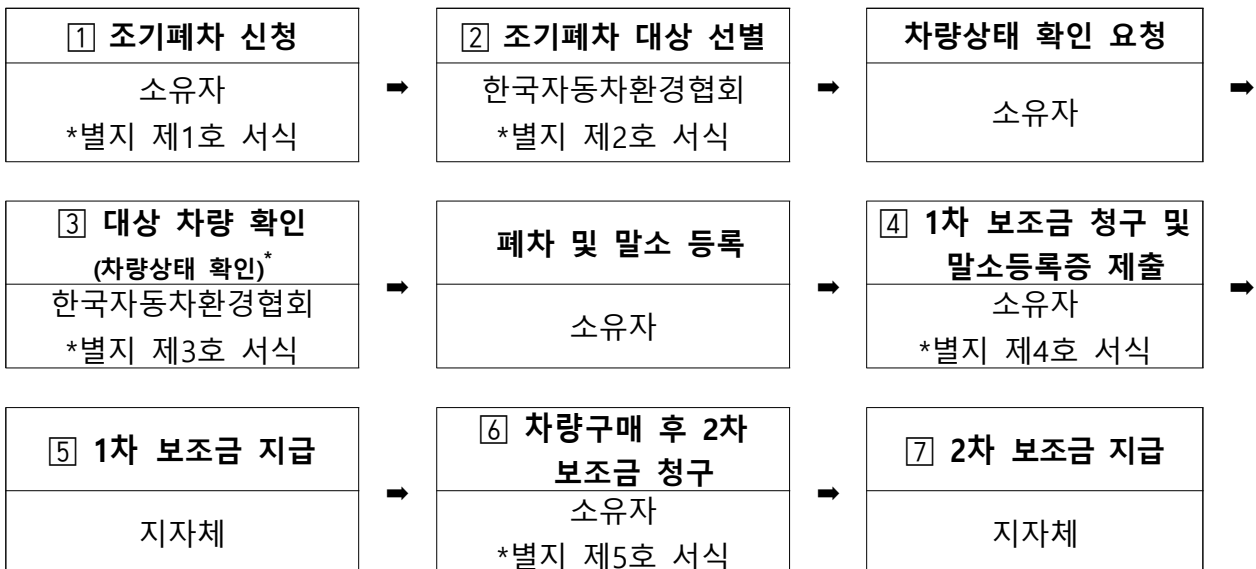 1 조기폐차 신청
소유자
*별지 제1호 서식
➡
2 조기폐차 대상 선별
한국자동차환경협회
*별지 제2호 서식
➡
차량상태 확인 요청
소유자
➡
3 대상 차량 확인
(차량상태 확인)*
한국자동차환경협회
*별지 제3호 서식
➡
폐차 및 말소 등록
소유자
➡
4 1차 보조금 청구 및
말소등록증 제출
소유자
*별지 제4호 서식
➡
5 1차 보조금 지급
지자체
➡
6 차량구매 후 2차
보조금 청구
소유자
*별지 제5호 서식
➡
7 2차 보조금 지급
지자체